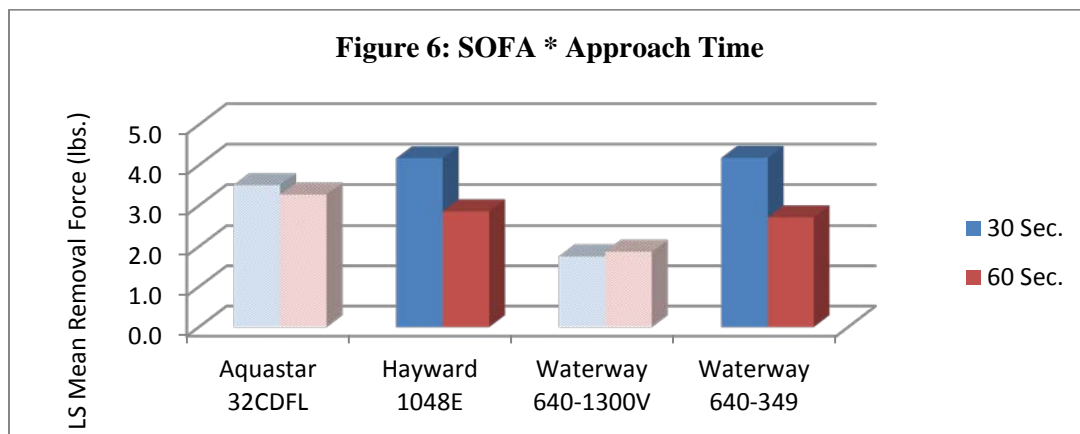 Figure 6: SOFA * Approach Time
LS Mean Removal Force (lbs.)
5.0
4.0
3.0
2.0
1.0
0.0
Aquastar
32CDFL
Hayward
1048E
Waterway
640-1300V
Waterway
640-349
30 Sec.
60 Sec.